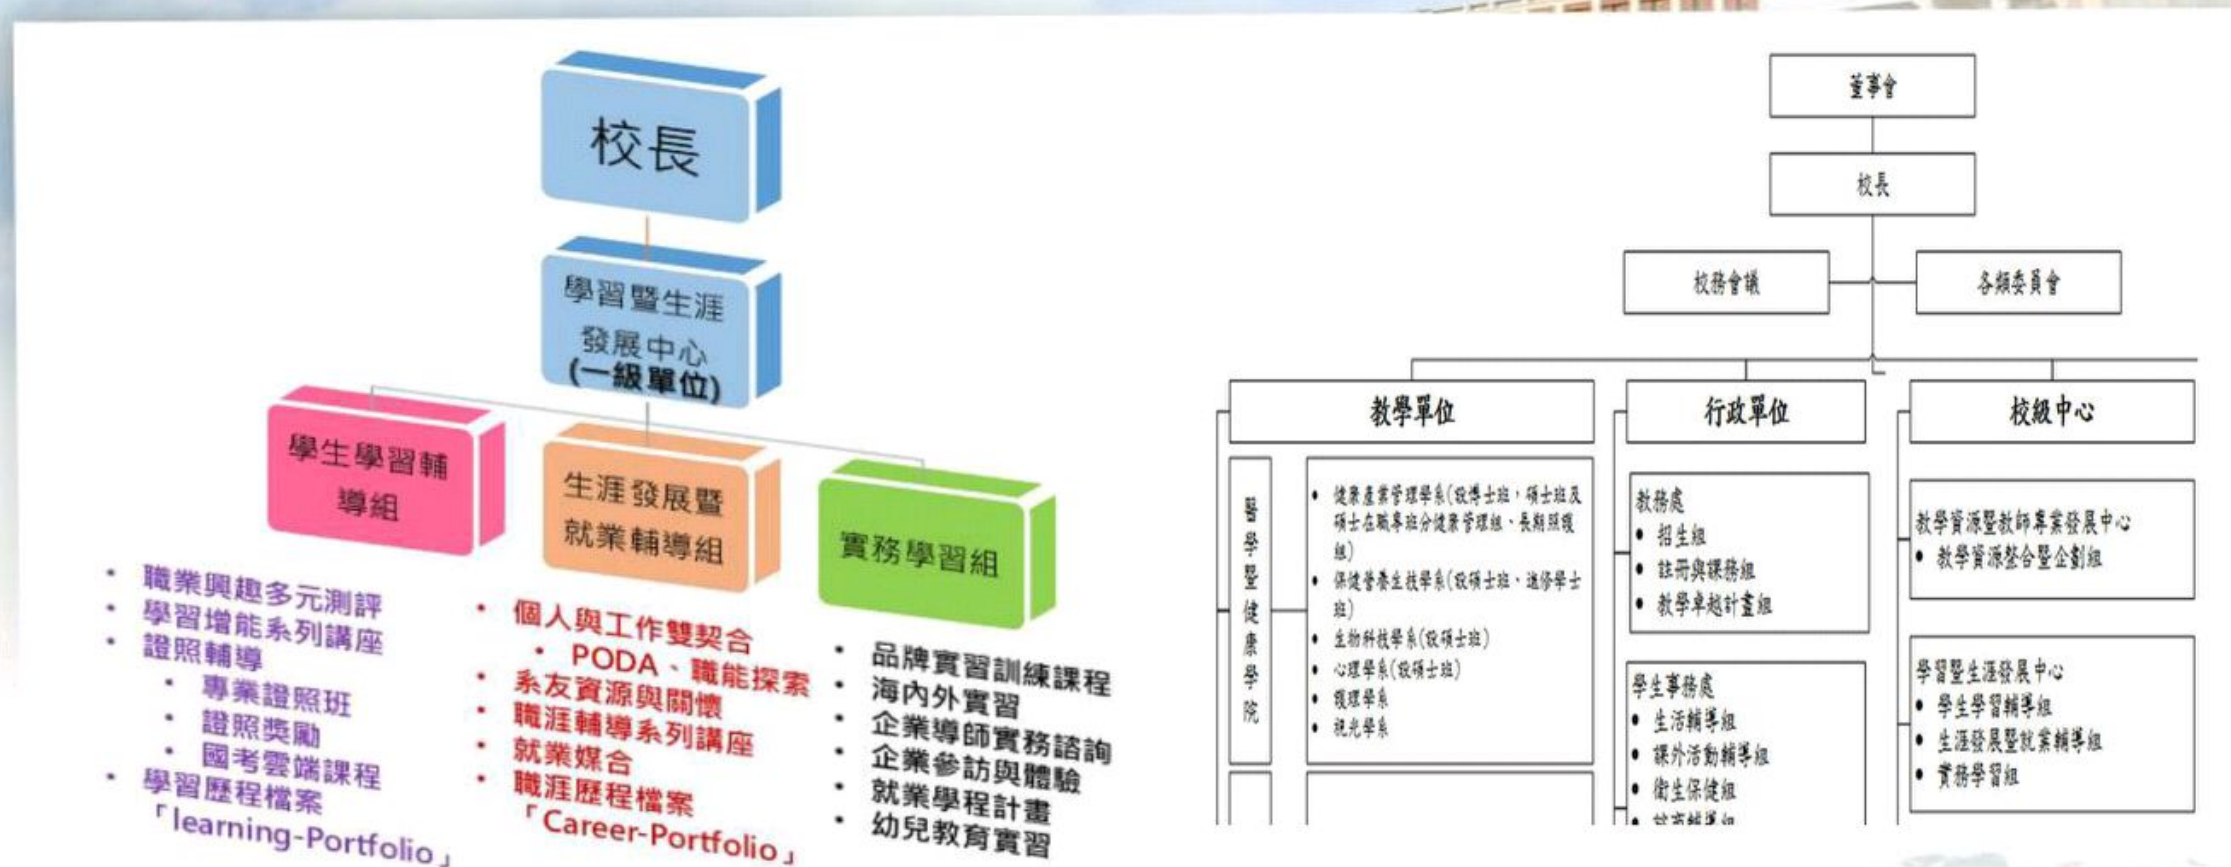 校長
學習暨生涯
發展中心
(一級單位)
學生學習輔
導組
生涯發展暨
就業輔導組
實務學習組
• 職業興趣多元測評
• 學習增能系列講座
• 證照輔導
• 專業證照班
• 證照獎勵
• 國考雲端課程
• 學習歷程檔案
「learning-Portfolio」
• 個人與工作雙契合
• PODA、職能探索
• 系友資源與關懷
• 職涯輔導系列講座
• 就業媒合
• 職涯歷程檔案
「Career-Portfolio」
• 品牌實習訓練課程
• 海內外實習
• 企業導師實務諮詢
• 企業參訪與體驗
• 就業學程計畫
• 幼兒教育實習
董事會
校長
校務會議
各類委員會
教學單位
行政單位
校級中心
醫學暨健康學院
• 健康產業管理學系(設博士班，碩士班及
碩士在職專班分健康管理組、長期照護
組)
• 保健營養生技學系(設碩士班、進修學士
班)
• 生物科技學系(設碩士班)
• 心理學系(設碩士班)
• 護理學系
• 視光學系
教務處
• 招生組
• 註冊與課務組
• 教學卓越計畫組
學生事務處
• 生活輔導組
• 課外活動輔導組
• 衛生保健組
教學資源暨教師專業發展中心
• 教學資源整合暨企劃組
學習暨生涯發展中心
• 學生學習輔導組
• 生涯發展暨就業輔導組
• 實務學習組